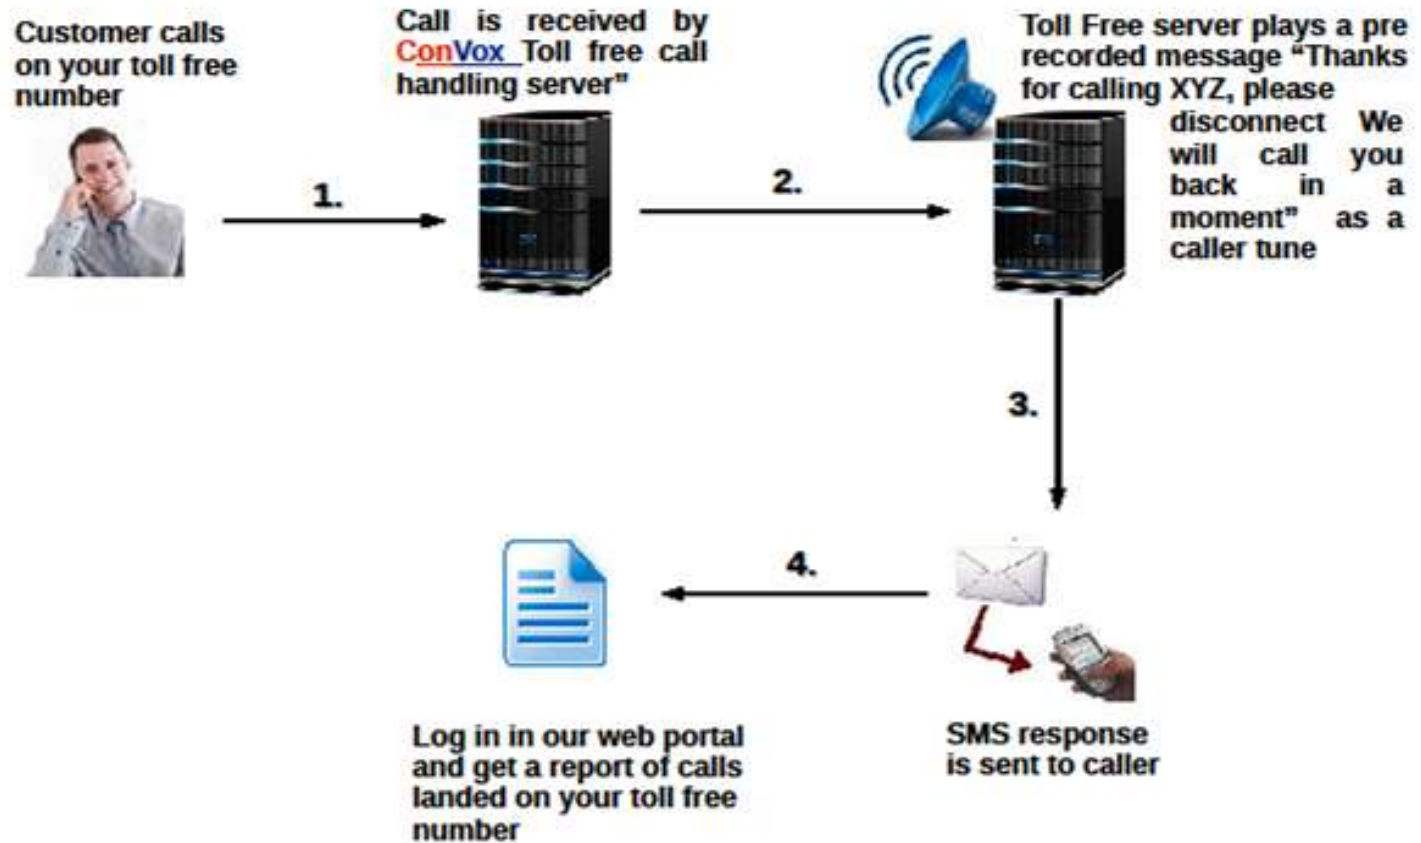 Customer calls
on your toll free
number
1.
Call is received by
ConVox Toll free call
handling server”
2.
Toll Free server plays a pre
recorded message “Thanks
for calling XYZ, please
disconnect We
will call you
back in a
moment” as a
caller tune
3.
SMS response
is sent to caller
4.
Log in in our web portal
and get a report of calls
landed on your toll free
number